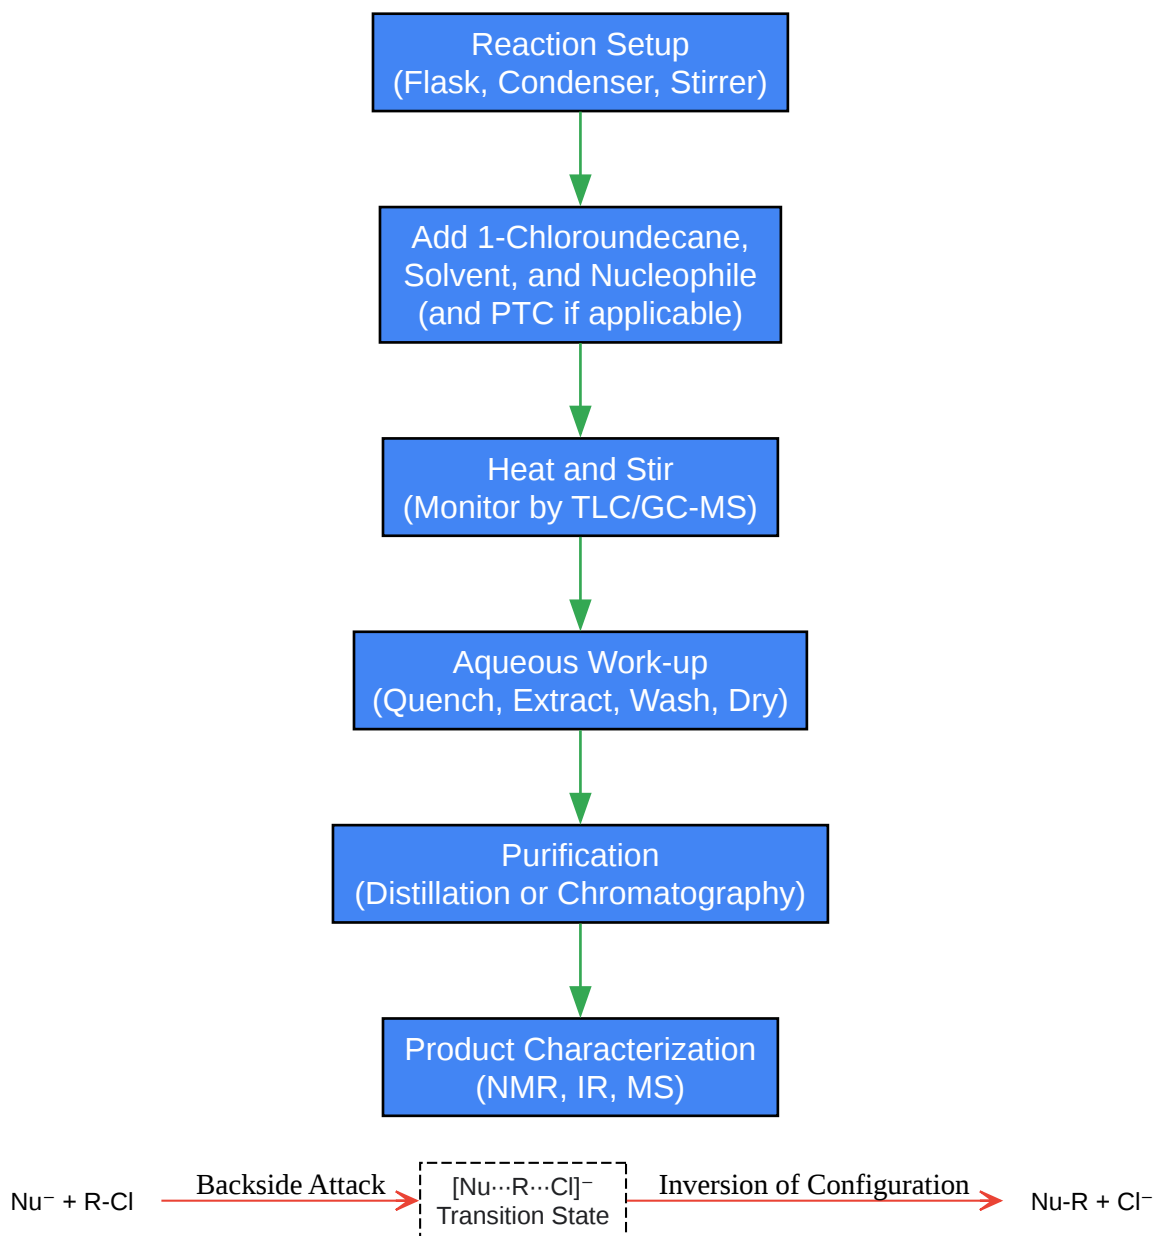 Reaction Setup
(Flask, Condenser, Stirrer)
Add 1-Chloroundecane,
Solvent, and Nucleophile
(and PTC if applicable)
Heat and Stir
(Monitor by TLC/GC-MS)
Aqueous Work-up
(Quench, Extract, Wash, Dry)
Purification
(Distillation or Chromatography)
Product Characterization
(NMR, IR, MS)
Nu⁻ + R-Cl
Backside Attack
[Nu···R···Cl]⁻
Transition State
Inversion of Configuration
Nu-R + Cl⁻